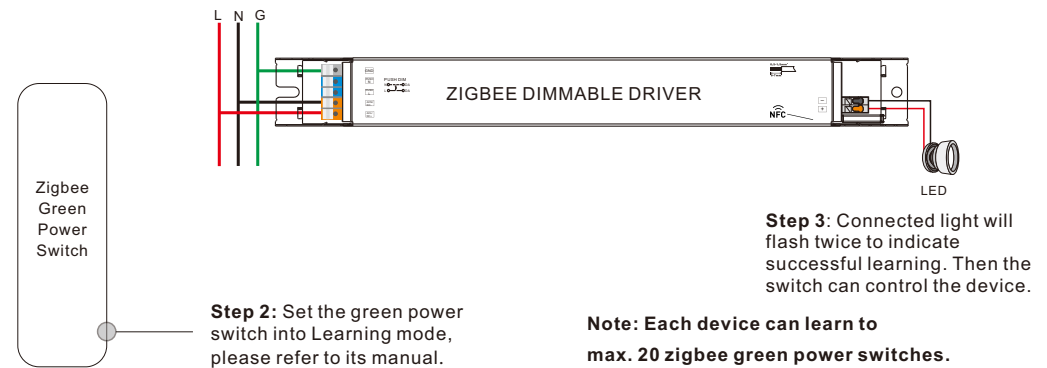 L N G
PUSH DIM
ZIGBEE DIMMABLE DRIVER
NFC
−
+
LED
Zigbee
Green
Power
Switch
Step 3: Connected light will
flash twice to indicate
successful learning. Then the
switch can control the device.
Step 2: Set the green power
switch into Learning mode,
please refer to its manual.
Note: Each device can learn to
max. 20 zigbee green power switches.